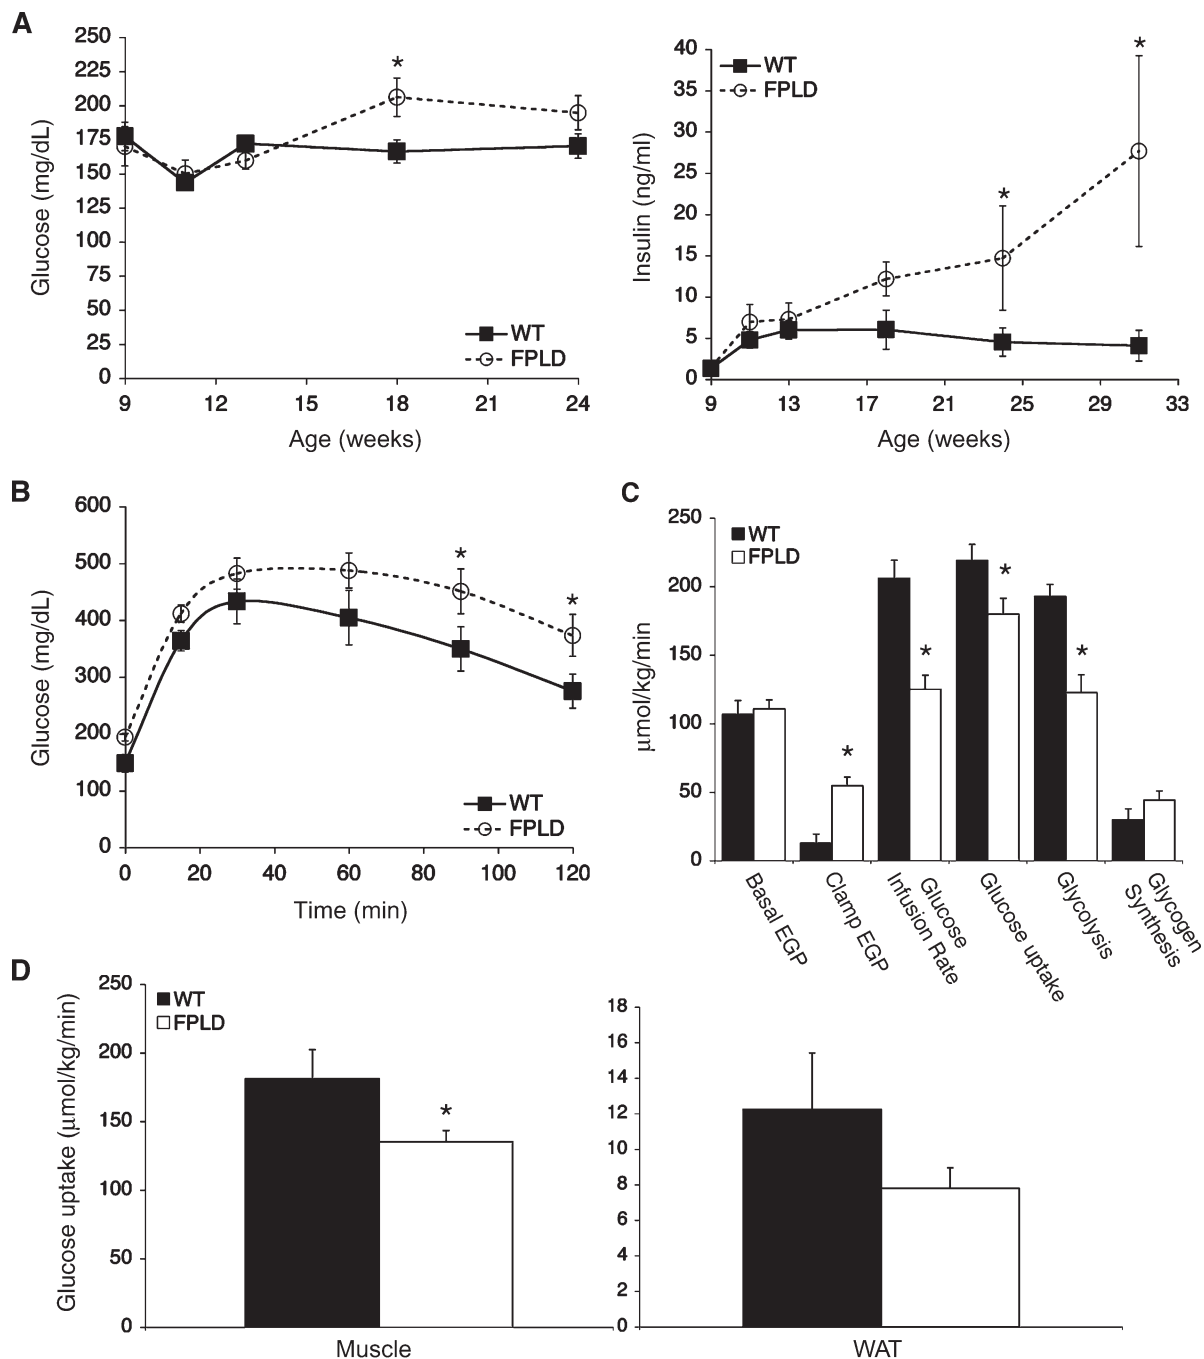 A
250
225
200
175
150
125
100
75
50
25
0
Glucose (mg/dL)
*
WT
FPLD
9 12 15 18 21 24
Age (weeks)
40
35
30
25
20
15
10
5
0
Insulin (ng/ml)
WT
FPLD
*
*
9 13 17 21 25 29 33
Age (weeks)
B
600
500
400
300
200
100
0
Glucose (mg/dL)
*
*
WT
FPLD
0 20 40 60 80 100 120
Time (min)
C
250
200
150
100
50
0
µmol/kg/min
WT
FPLD
*
*
*
*
Basal EGP
Clamp EGP
Glucose
Infusion Rate
Glucose uptake
Glycolysis
Glycogen
Synthesis
D
250
200
150
100
50
0
Glucose uptake (µmol/kg/min)
WT
FPLD
*
Muscle
18
16
14
12
10
8
6
4
2
0
WAT